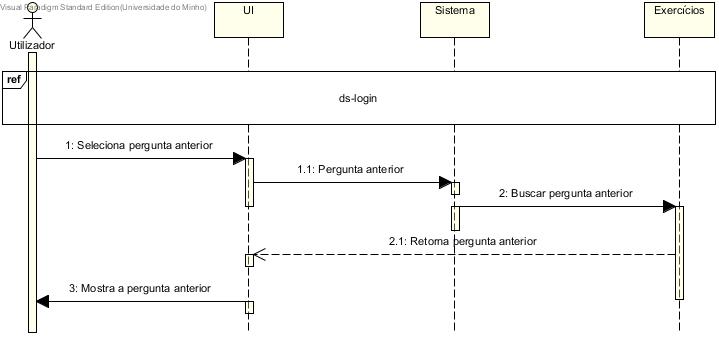 Visual Paradigm Standard Edition(Universidade do Minho)
UI
Sistema
Exercícios
Utilizador
ref
ds-login
1: Seleciona pergunta anterior
1.1: Pergunta anterior
2: Buscar pergunta anterior
2.1: Retorna pergunta anterior
3: Mostra a pergunta anterior